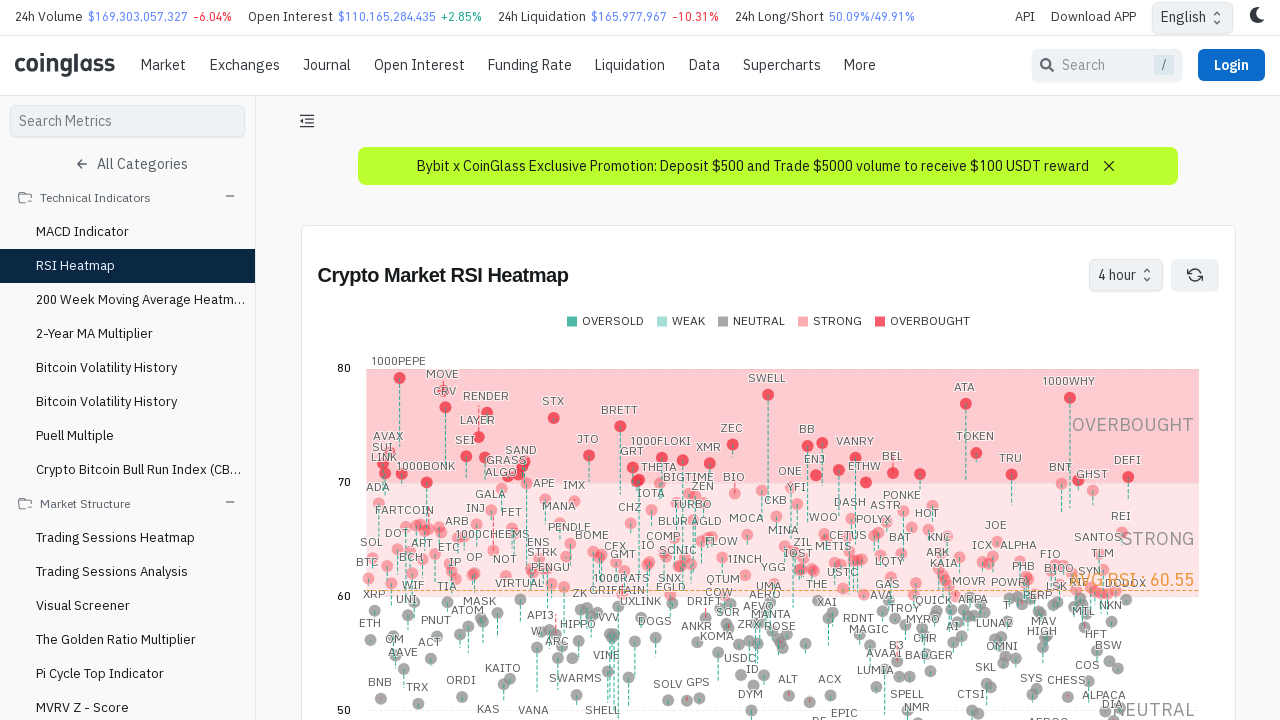 24h Volume $169,303,057,327 -6.04% Open Interest $110,165,284,435 +2.85% 24h Liquidation $165,977,967 -10.31% 24h Long/Short 50.09%/49.91% API Download APP English
coinglass Market Exchanges Journal Open Interest Funding Rate Liquidation Data Supercharts More Search / Login
Search Metrics
All Categories
Technical Indicators
MACD Indicator
RSI Heatmap
200 Week Moving Average Heatm...
2-Year MA Multiplier
Bitcoin Volatility History
Bitcoin Volatility History
Puell Multiple
Crypto Bitcoin Bull Run Index (CB...
Market Structure
Trading Sessions Heatmap
Trading Sessions Analysis
Visual Screener
The Golden Ratio Multiplier
Pi Cycle Top Indicator
MVRV Z - Score
Bybit x CoinGlass Exclusive Promotion: Deposit $500 and Trade $5000 volume to receive $100 USDT reward
Crypto Market RSI Heatmap
4 hour
OVERSOLD WEAK NEUTRAL STRONG OVERBOUGHT
80
1000PEPE
MOVE SWELL 1000WHY
CRV RENDER ATA
STX
BRETT
LAYER OVERBOUGHT
ZEC BB
AVAX SEI JTO 1000FLOKI VANRY TOKEN
SUI SAND GRT XMR
LINK GRASS ENJ BEL TRU DEFI
1000BONK ALGO THETA ETHW BNT
BIGTIME BIO ONE GHST
70
ADA APE IMX IOTA ZEN YFI
GALA PONKE
FARTCOIN INJ FET MANA CHZ TURBO CKB DASH ASTR HOT
ARB PENDLE BLUR AGLD MOCA WOO POLYX JOE REI
SOL DOT 1000CHEEMS BOME COMP MINA CETUS BAT KNC SANTOS STRONG
APT ETC ENS CFX IO FLOW ZIL METIS ICX ALPHA
BTC BCH IP OP NOT STRK GMT SONIC 1INCH IOST ARK FIO TLM
PENGU YGG USTC LQTY KAIA PHB BICO SYN
WIF TIA VIRTUAL 1000RATS SNX QTUM UMA THE GAS MOVR POWR LSK 60.55
60
XRP UNI MASK ZK GRIFFAIN EGLD COW AERO AVA PERP
ATOM UXLINK DRIFT XAI QUICK ARPA NKN
ETH PNUT API3 HIPPO VVV DOGS SUR MANTA TROY MYRO LUNA2 MAV MTL
ACT ARC ANKR ZRX ROSE RDNT MAGIC AI HIGH HFT
AAVE KOMA CHR OMNI BSW
VINE USDC B3 BADGER COS
KAITO ID LUMIA SKL
BNB TRX ORDI SWARMS SOLV GPS ALT ACX SYS CHESS
DYM SPELL CTSI ALPACA
KAS VANA SHELL EPIC NMR NEUTRAL
50